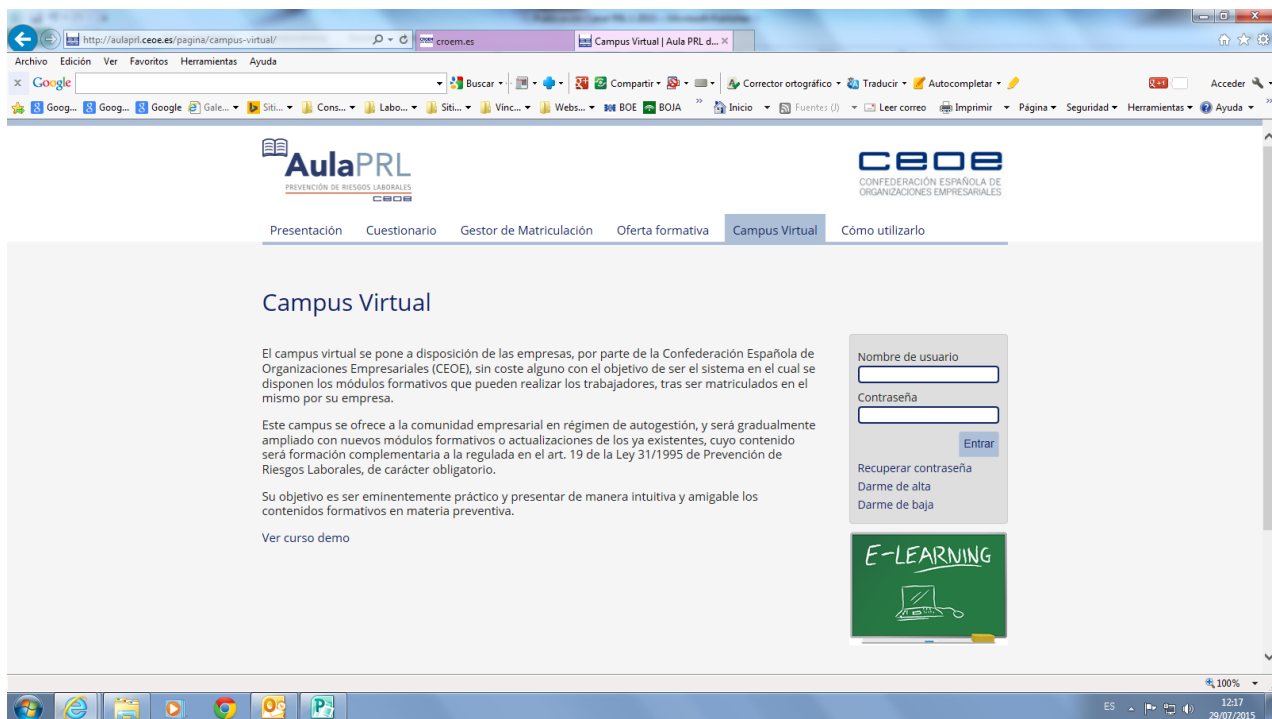 http://aulaprl.ceoe.es/pagina/campus-virtual/
croem.es
Campus Virtual | Aula PRL d...
Archivo Edición Ver Favoritos Herramientas Ayuda
x Google
Buscar
Compartir
Corrector ortográfico
Traducir
Autocompletar
Acceder
Goog... Goog... Google Gale... Siti... Cons... Labo... Siti... Vínc... Webs... BOE BOJA » Inicio Fuentes (J) Leer correo Imprimir Página Seguridad Herramientas Ayuda »
AulaPRL
PREVENCIÓN DE RIESGOS LABORALES
ceoe
ceoe
CONFEDERACIÓN ESPAÑOLA DE
ORGANIZACIONES EMPRESARIALES
Presentación Cuestionario Gestor de Matriculación Oferta formativa Campus Virtual Cómo utilizarlo
Campus Virtual
El campus virtual se pone a disposición de las empresas, por parte de la Confederación Española de
Organizaciones Empresariales (CEOE), sin coste alguno con el objetivo de ser el sistema en el cual se
disponen los módulos formativos que pueden realizar los trabajadores, tras ser matriculados en el
mismo por su empresa.
Este campus se ofrece a la comunidad empresarial en régimen de autogestión, y será gradualmente
ampliado con nuevos módulos formativos o actualizaciones de los ya existentes, cuyo contenido
será formación complementaria a la regulada en el art. 19 de la Ley 31/1995 de Prevención de
Riesgos Laborales, de carácter obligatorio.
Su objetivo es ser eminentemente práctico y presentar de manera intuitiva y amigable los
contenidos formativos en materia preventiva.
Ver curso demo
Nombre de usuario
Contraseña
Entrar
Recuperar contraseña
Darme de alta
Darme de baja
E-LEARNING
100%
ES
12:17
29/07/2015